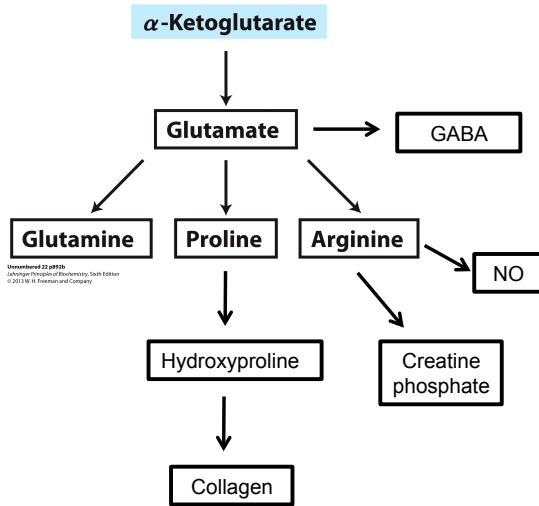 α-Ketoglutarate
Glutamate
GABA
Glutamine
Proline
Arginine
Unnumbered 22 p892b
Lehninger Principles of Biochemistry, Sixth Edition
© 2013 W. H. Freeman and Company
NO
Hydroxyproline
Creatine
phosphate
Collagen